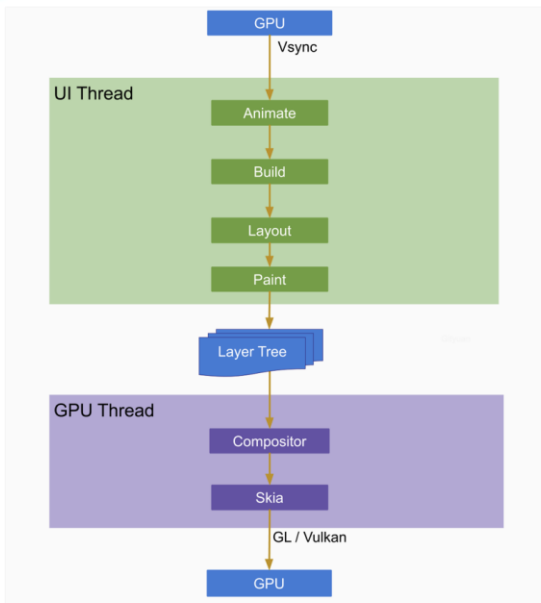 GPU
Vsync
UI Thread
Animate
Build
Layout
Paint
Layer Tree
GPU Thread
Compositor
Skia
GL / Vulkan
GPU